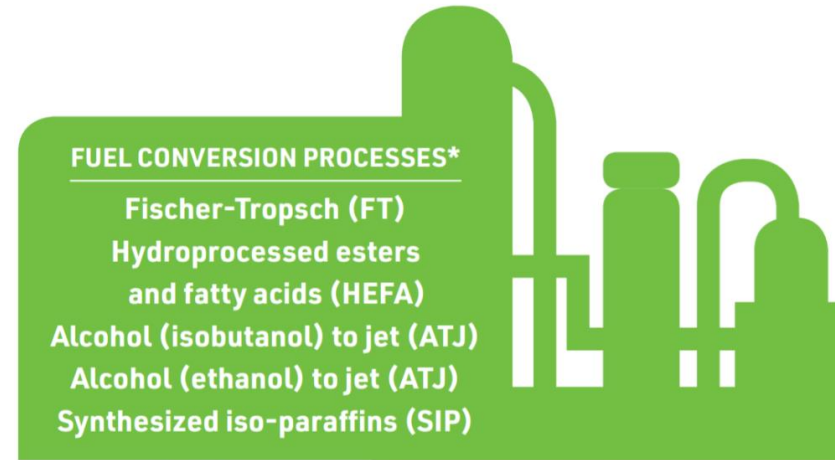 FUEL CONVERSION PROCESSES*
Fischer-Tropsch (FT)
Hydroprocessed esters
and fatty acids (HEFA)
Alcohol (isobutanol) to jet (ATJ)
Alcohol (ethanol) to jet (ATJ)
Synthesized iso-paraffins (SIP)